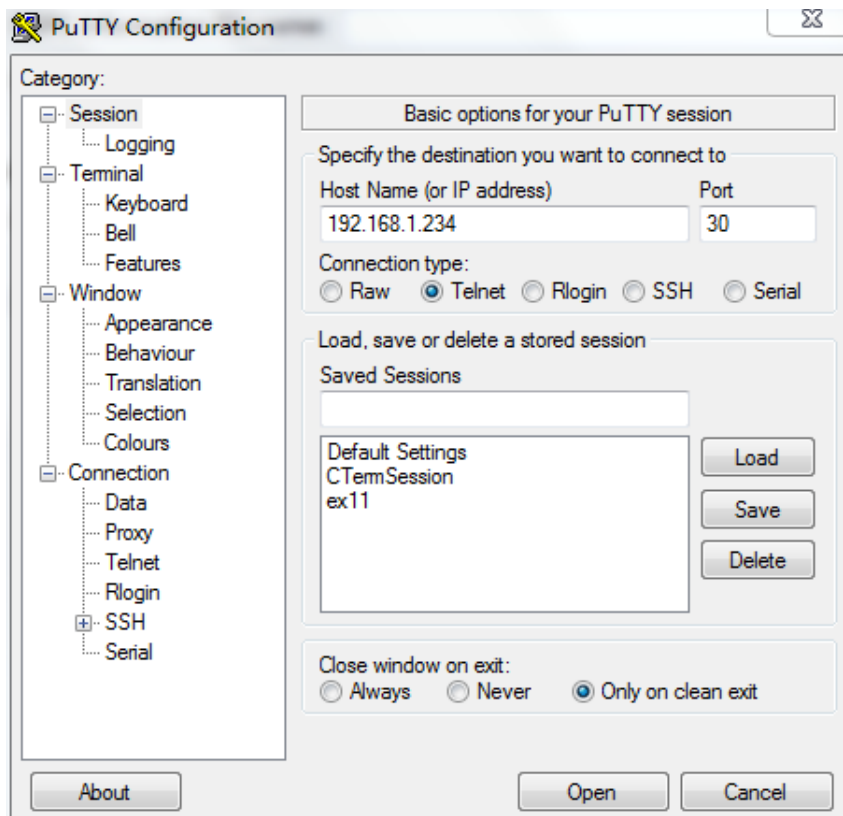 PuTTY Configuration
Category:
Session
Logging
Terminal
Keyboard
Bell
Features
Window
Appearance
Behaviour
Translation
Selection
Colours
Connection
Data
Proxy
Telnet
Rlogin
SSH
Serial
Basic options for your PuTTY session
Specify the destination you want to connect to
Host Name (or IP address) Port
192.168.1.234 30
Connection type:
Raw Telnet Rlogin SSH Serial
Load, save or delete a stored session
Saved Sessions
Default Settings
CTermSession
ex11
Load
Save
Delete
Close window on exit:
Always Never Only on clean exit
About Open Cancel